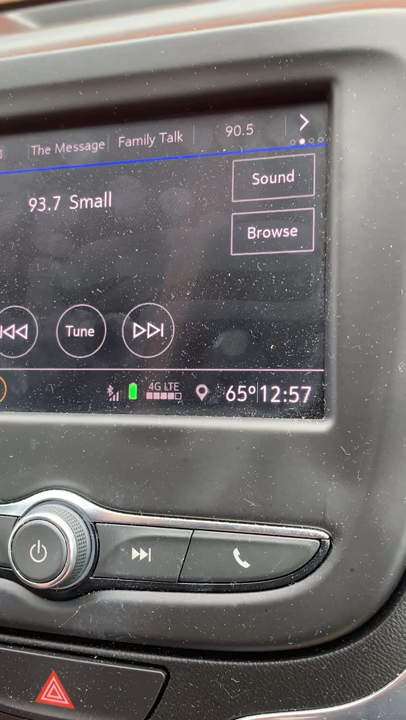 The Message Family Talk 90.5
93.7 Small
Sound
Browse
Tune
4G LTE
65° 12:57